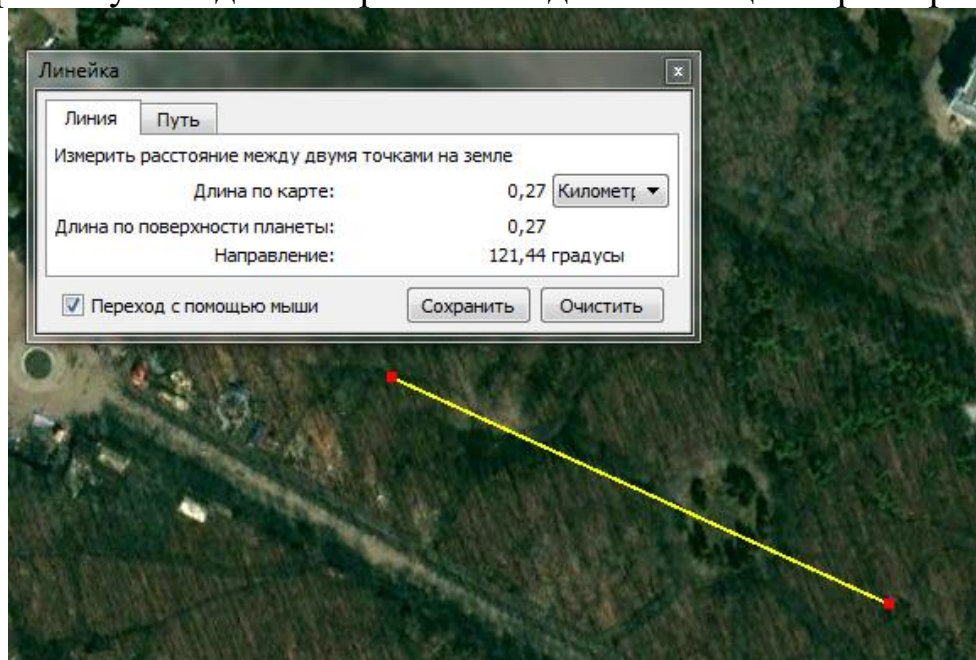 Линейка
Линия Путь
Измерить расстояние между двумя точками на земле
Длина по карте: 0,27
Длина по поверхности планеты: 0,27
Направление: 121,44 градусы
Переход с помощью мыши Сохранить Очистить